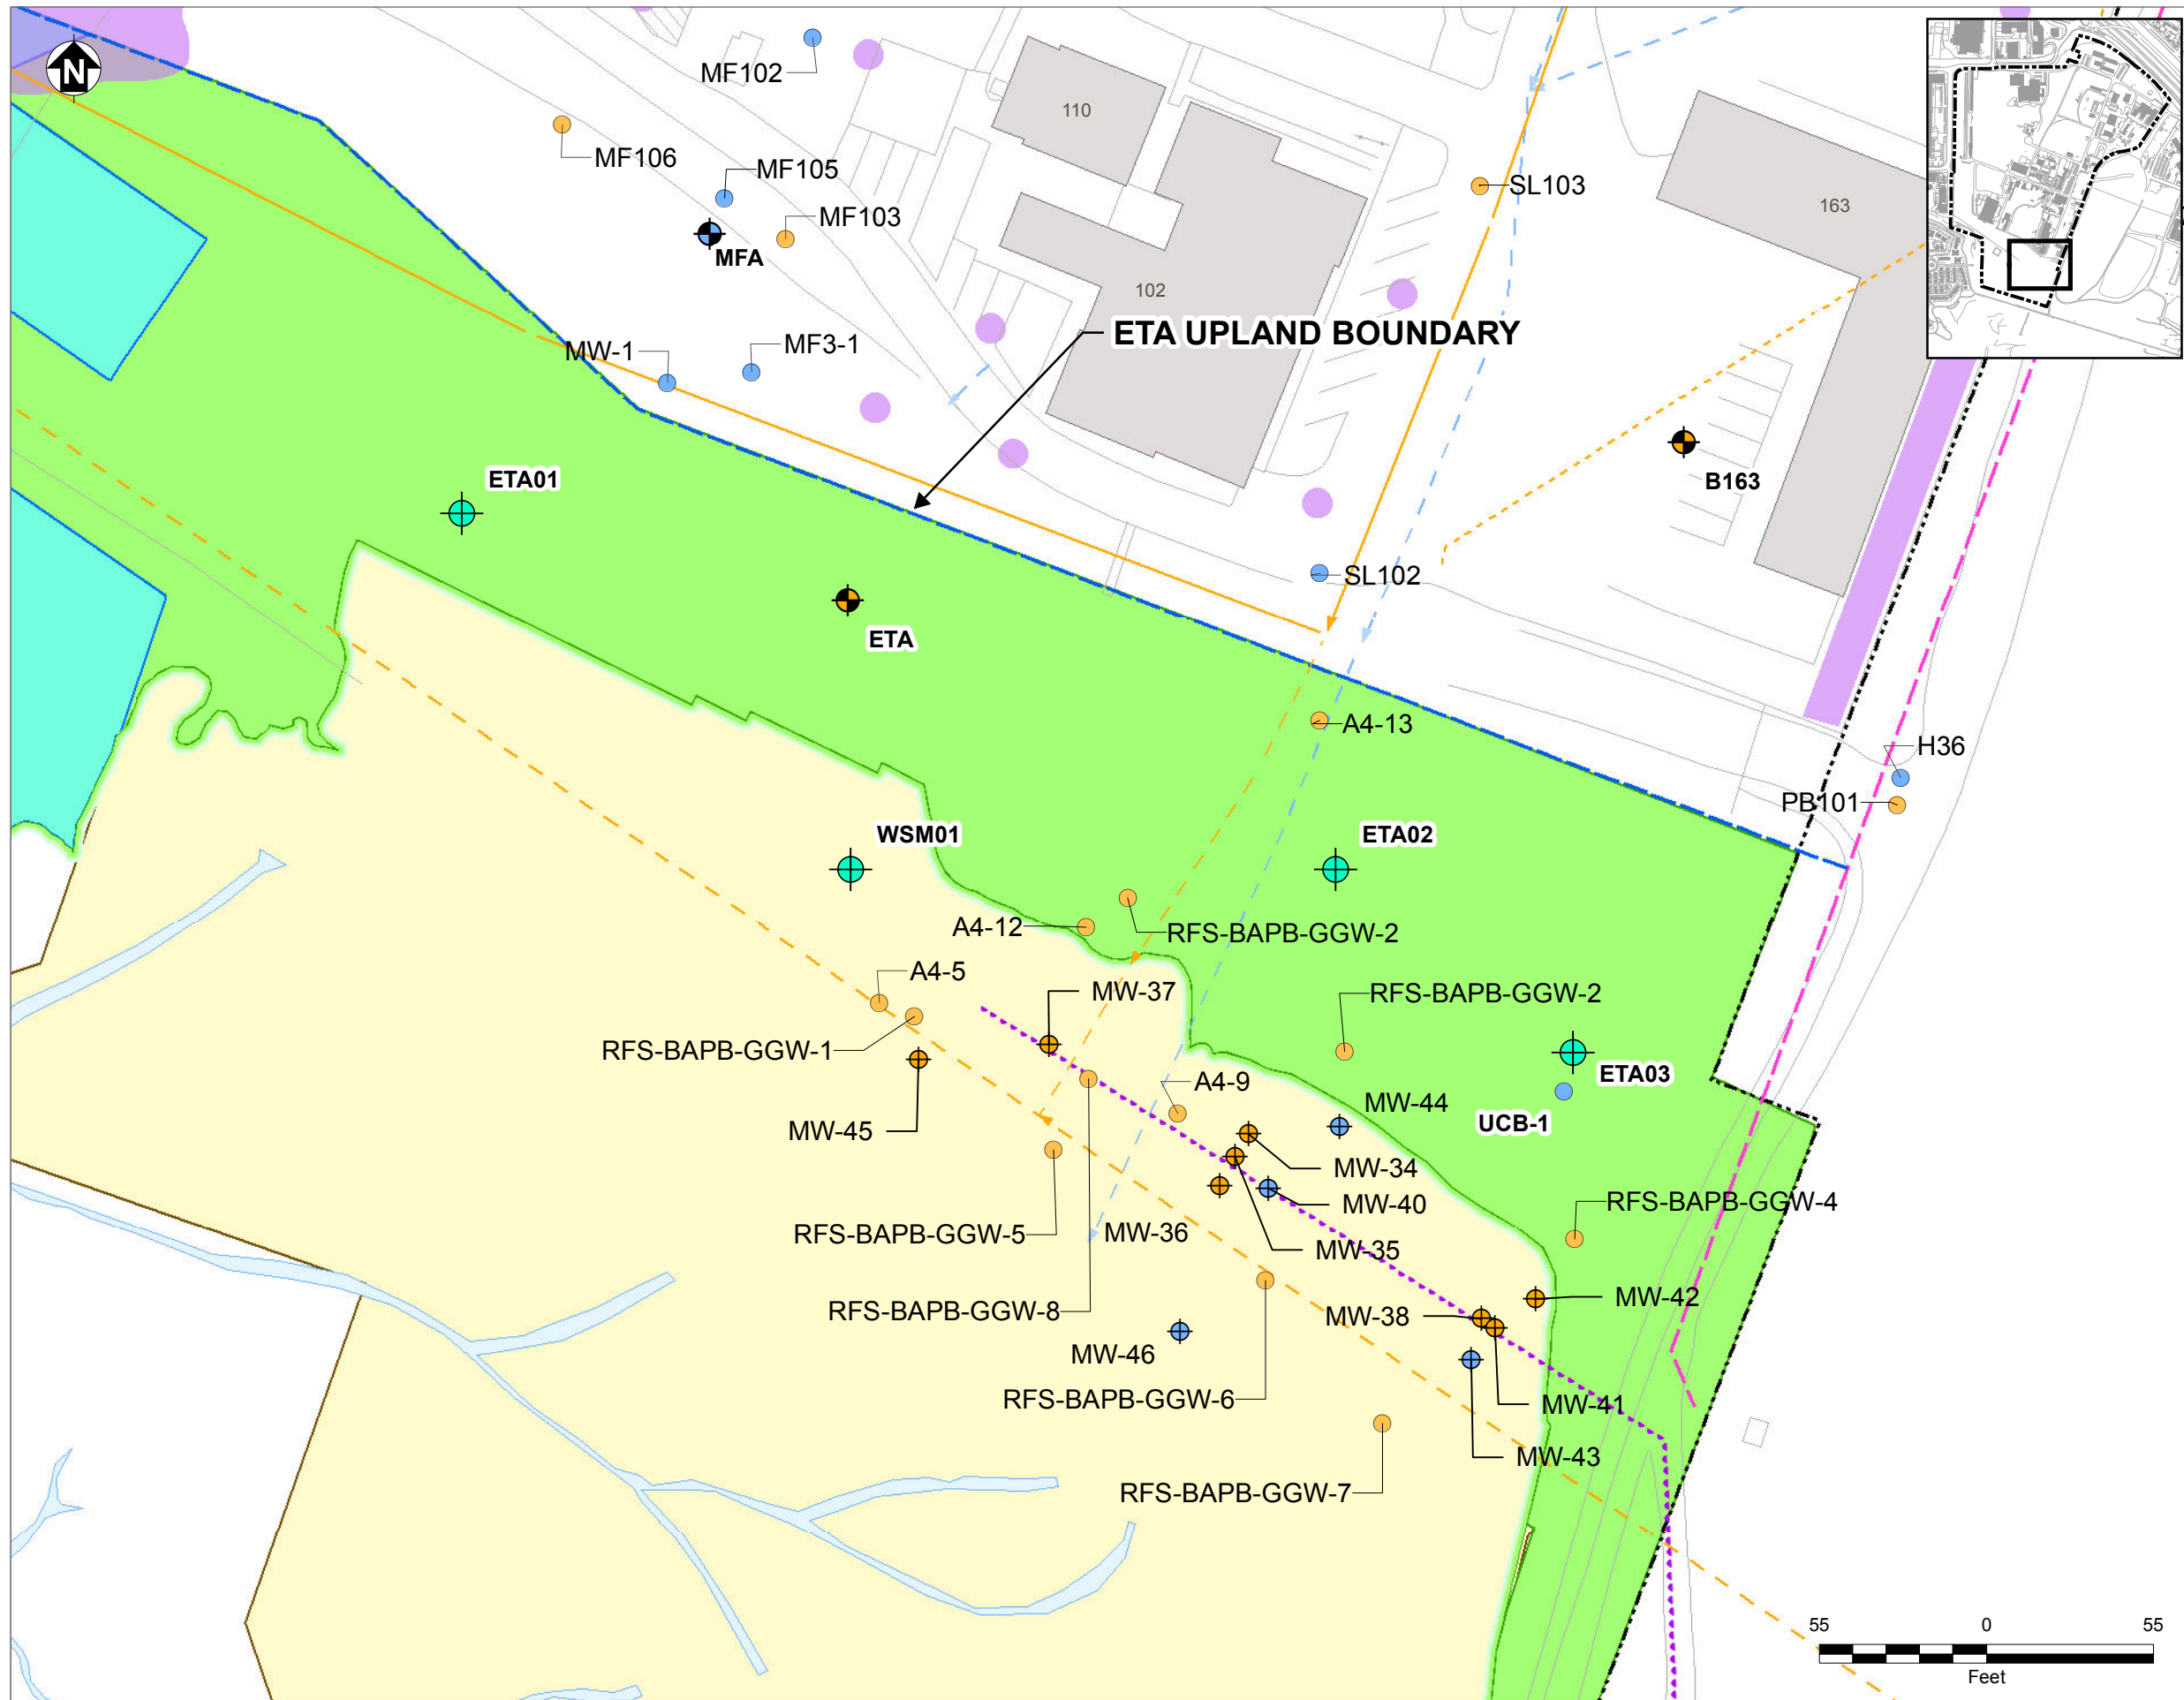 N
MF102
110
MF106
MF105
SL103
163
MF103
MFA
102
ETA UPLAND BOUNDARY
MW-1
MF3-1
ETA01
B163
SL102
ETA
A4-13
H36
PB101
WSM01
ETA02
A4-12
RFS-BAPB-GGW-2
A4-5
MW-37
RFS-BAPB-GGW-2
RFS-BAPB-GGW-1
A4-9
ETA03
MW-44
UCB-1
MW-45
MW-34
MW-40
RFS-BAPB-GGW-4
RFS-BAPB-GGW-5
MW-36
MW-35
MW-42
RFS-BAPB-GGW-8
MW-38
MW-46
RFS-BAPB-GGW-6
MW-41
MW-43
RFS-BAPB-GGW-7
55 0 55
Feet